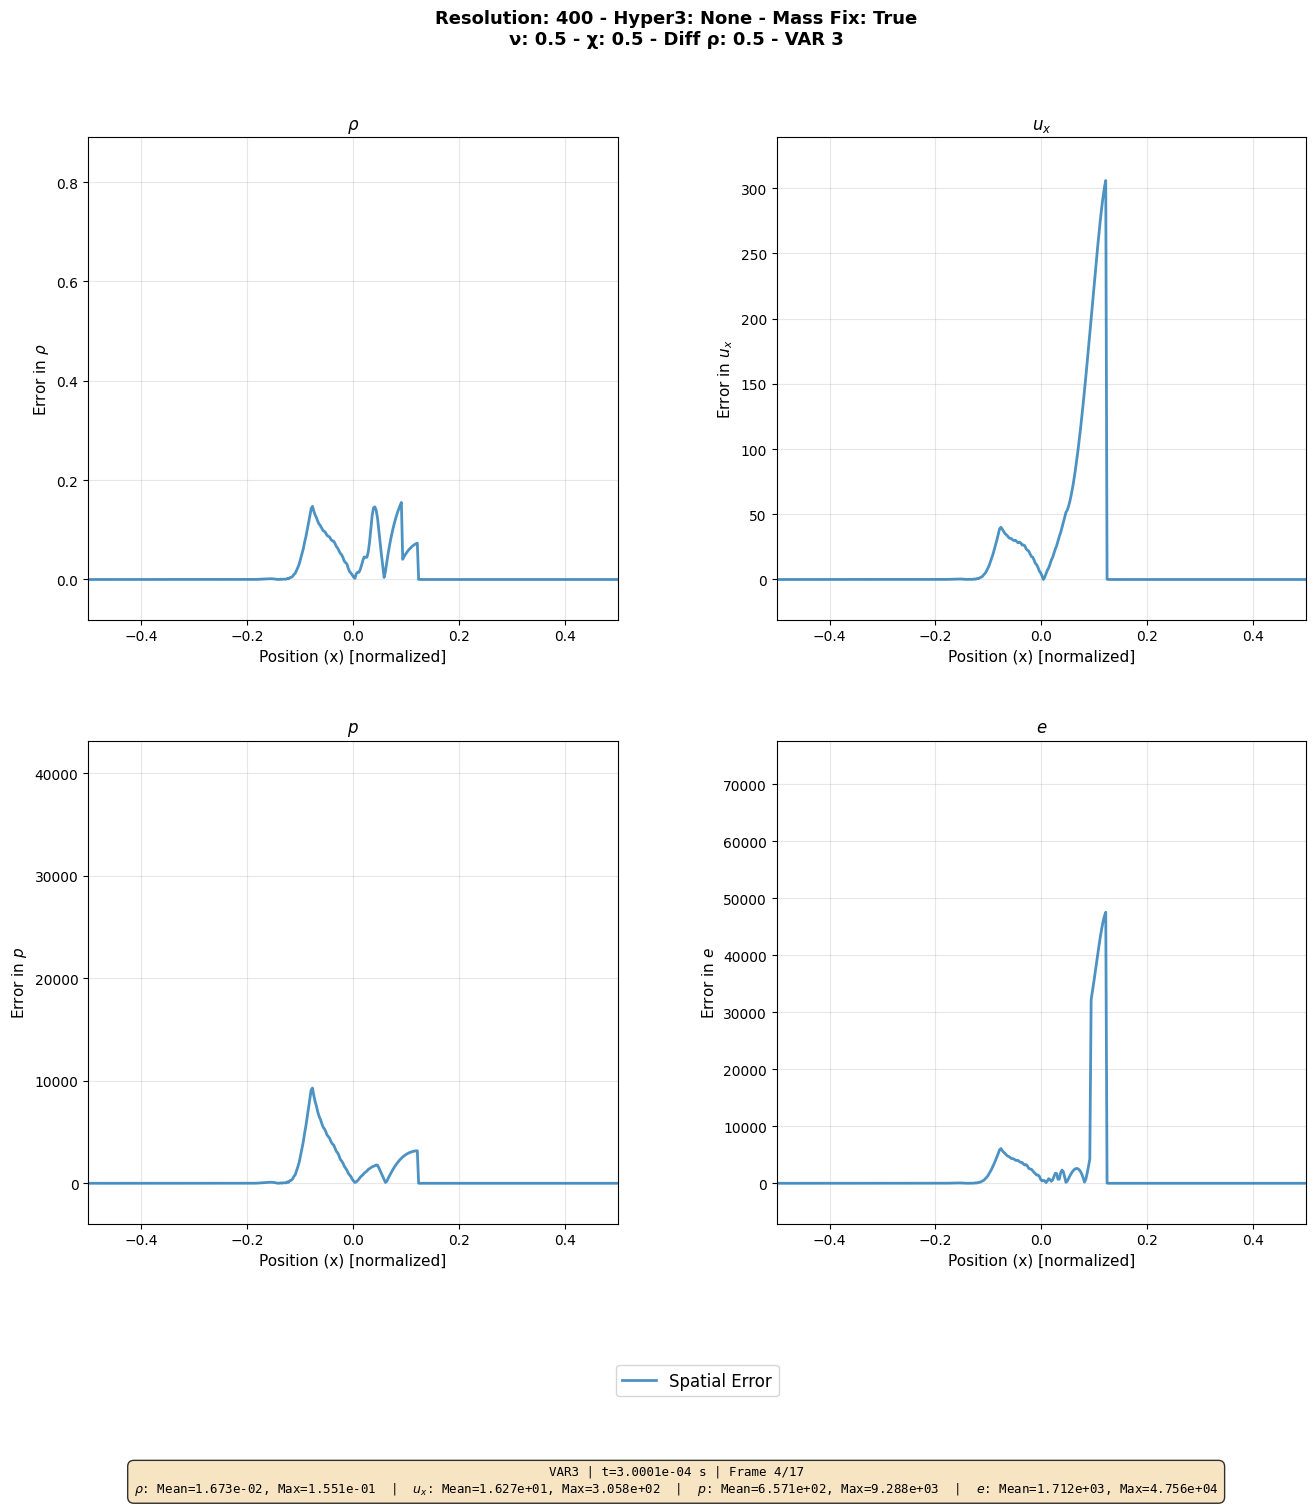 Resolution: 400 - Hyper3: None - Mass Fix: True
ν: 0.5 - χ: 0.5 - Diff ρ: 0.5 - VAR 3
ρ
0.8
0.6
0.4
0.2
0.0
Error in ρ
−0.4 −0.2 0.0 0.2 0.4
Position (x) [normalized]
u_x
300
250
200
150
100
50
0
Error in u_x
−0.4 −0.2 0.0 0.2 0.4
Position (x) [normalized]
p
40000
30000
20000
10000
0
Error in p
−0.4 −0.2 0.0 0.2 0.4
Position (x) [normalized]
e
70000
60000
50000
40000
30000
20000
10000
0
Error in e
−0.4 −0.2 0.0 0.2 0.4
Position (x) [normalized]
Spatial Error
VAR3 | t=3.0001e-04 s | Frame 4/17
ρ: Mean=1.673e-02, Max=1.551e-01 | u_x: Mean=1.627e+01, Max=3.058e+02 | p: Mean=6.571e+02, Max=9.288e+03 | e: Mean=1.712e+03, Max=4.756e+04